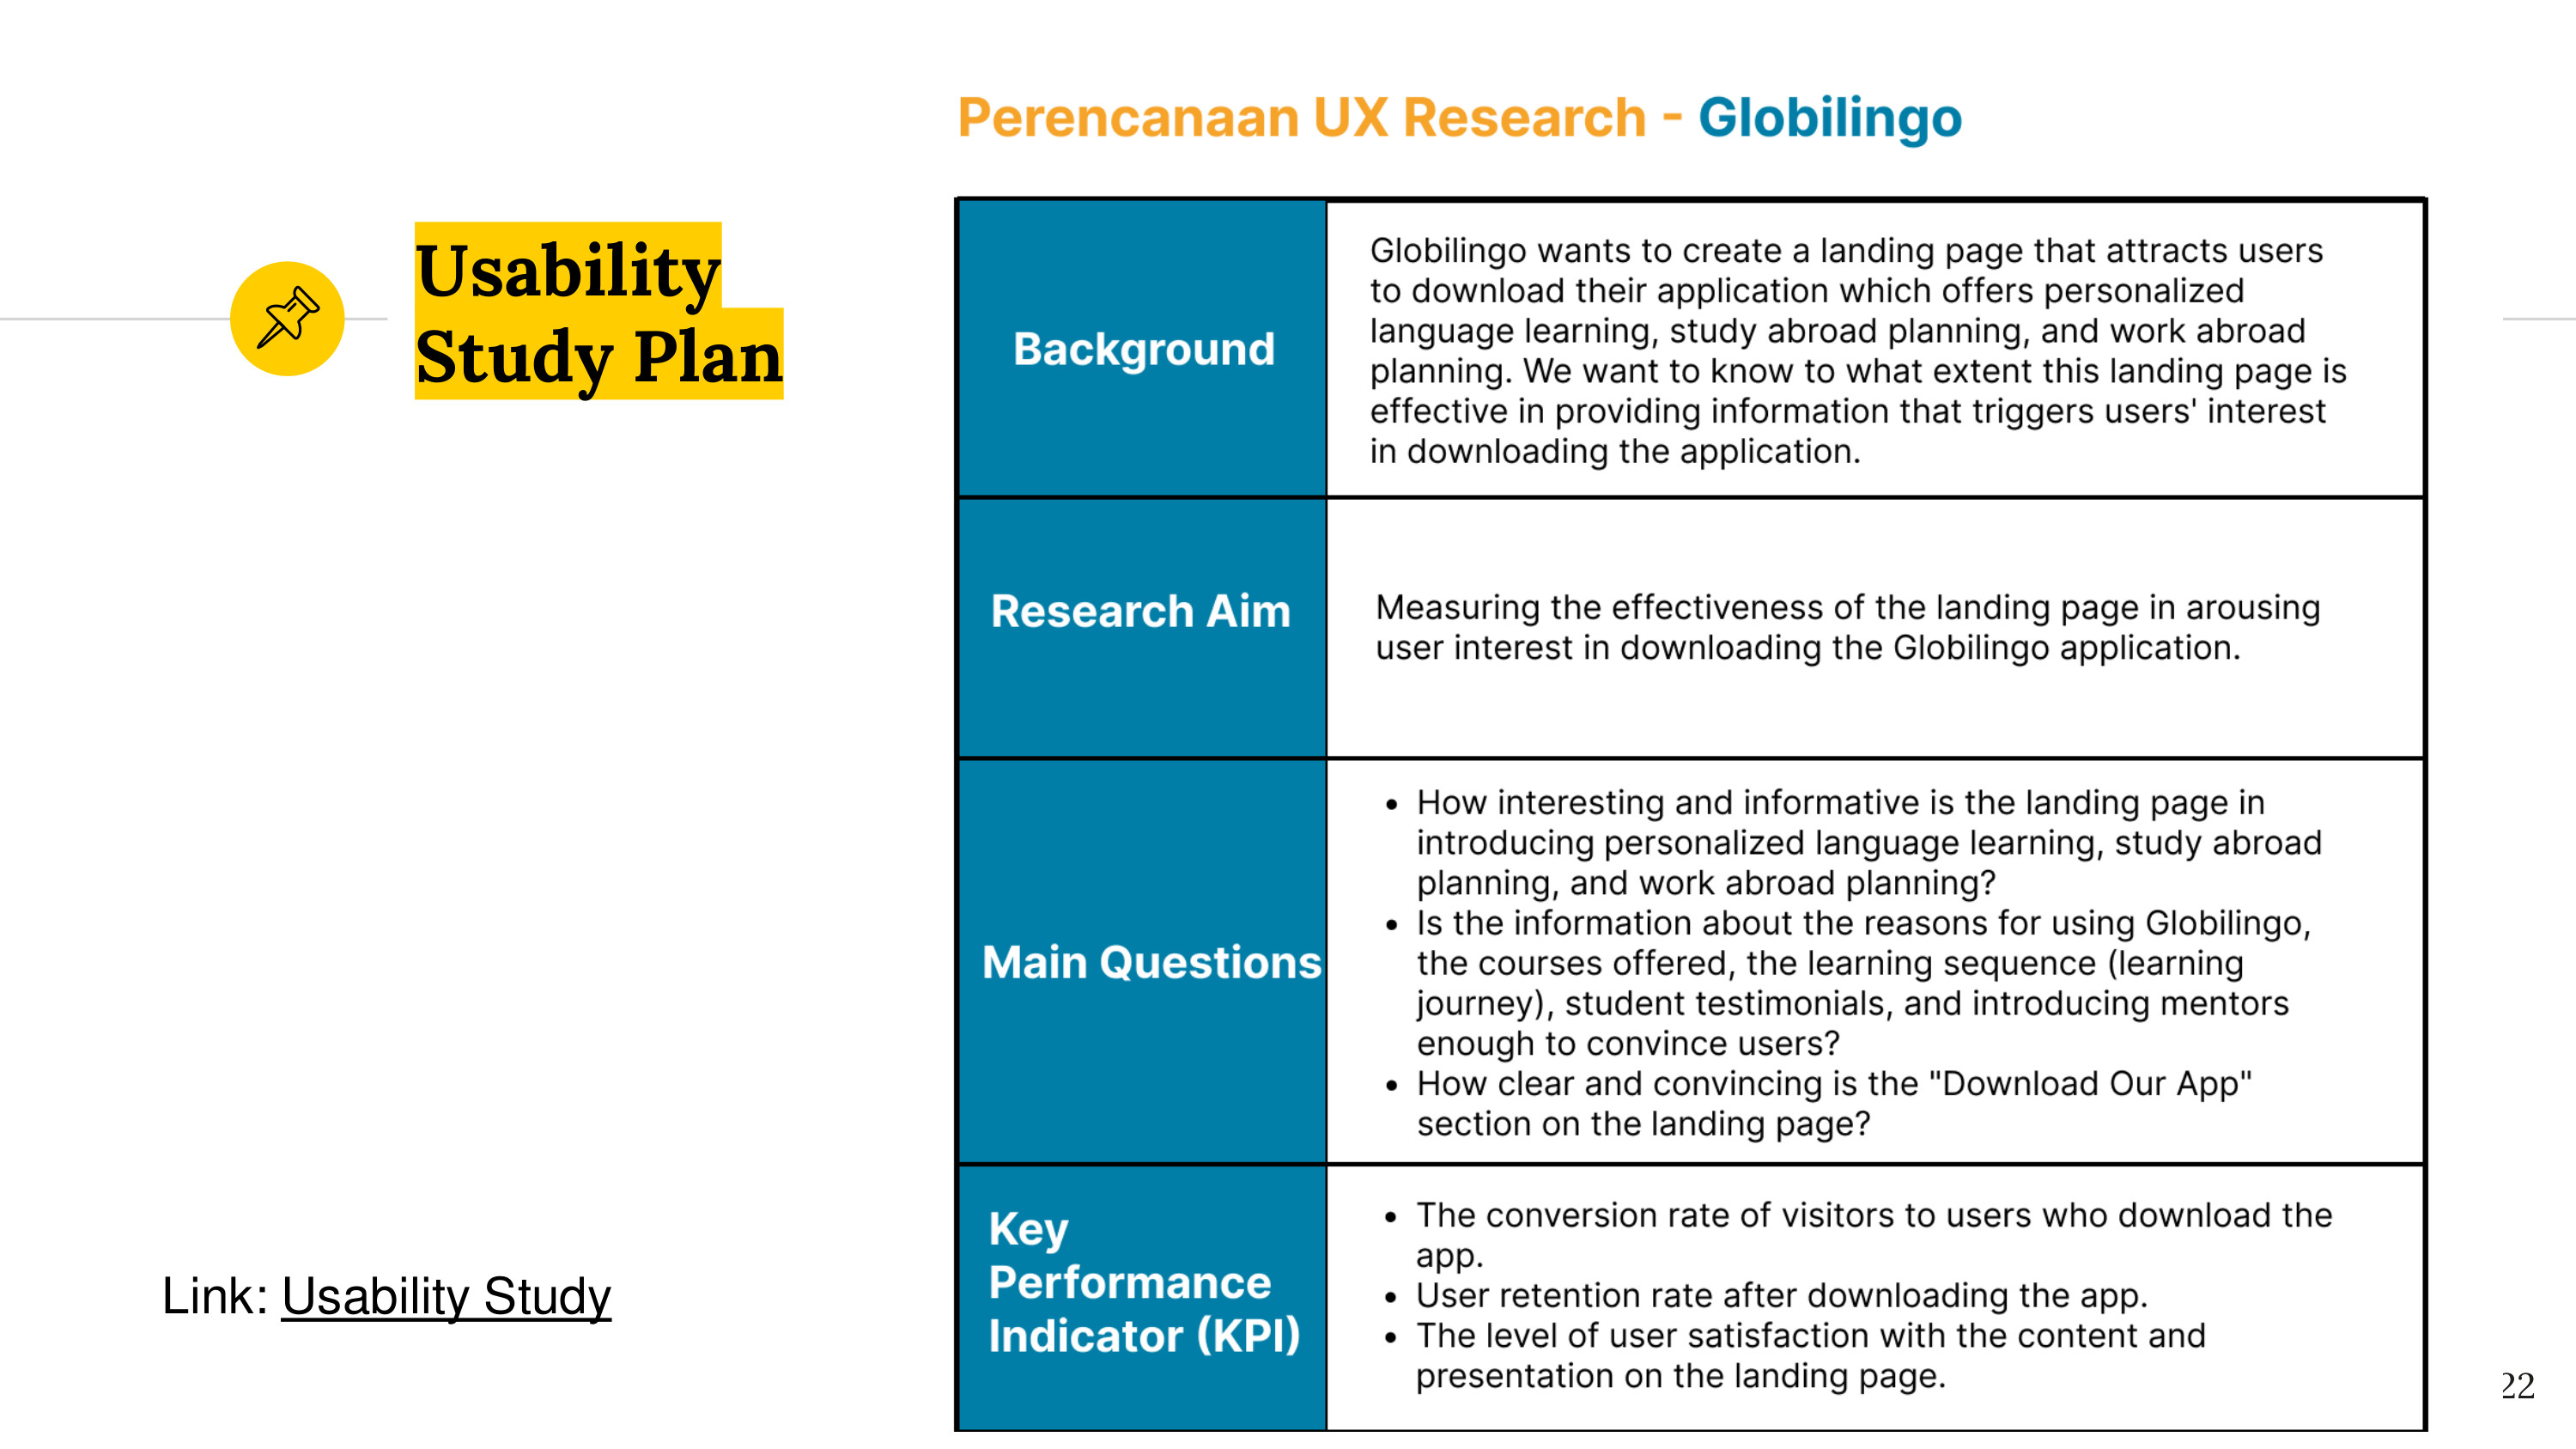 Perencanaan UX Research - Globilingo
Usability
Study Plan
Background
Globilingo wants to create a landing page that attracts users
to download their application which offers personalized
language learning, study abroad planning, and work abroad
planning. We want to know to what extent this landing page is
effective in providing information that triggers users' interest
in downloading the application.
Research Aim
Measuring the effectiveness of the landing page in arousing
user interest in downloading the Globilingo application.
Main Questions
• How interesting and informative is the landing page in
introducing personalized language learning, study abroad
planning, and work abroad planning?
• Is the information about the reasons for using Globilingo,
the courses offered, the learning sequence (learning
journey), student testimonials, and introducing mentors
enough to convince users?
• How clear and convincing is the "Download Our App"
section on the landing page?
Key
Performance
Indicator (KPI)
• The conversion rate of visitors to users who download the
app.
• User retention rate after downloading the app.
• The level of user satisfaction with the content and
presentation on the landing page.
Link: Usability Study
22